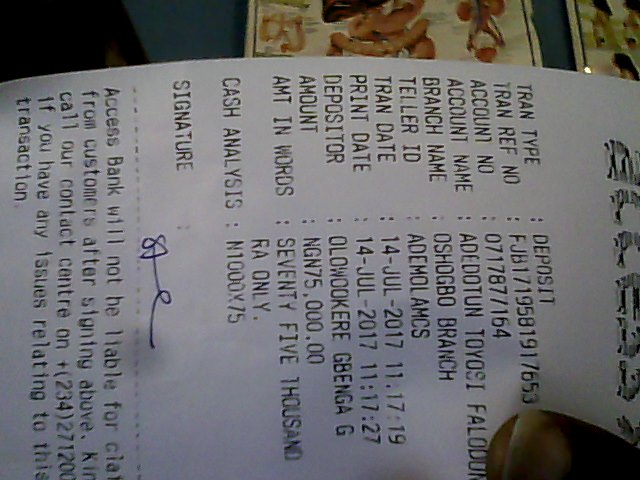 TRAN TYPE : DEPOSIT
TRAN REF NO : FJB1719581917653
ACCOUNT NO : 0717877164
ACCOUNT NAME : ADEDOTUN TOYOSI FALODUN
BRANCH NAME : OSHOGBO BRANCH
TELLER ID : ADEMOLAMCS
TRAN DATE : 14-JUL-2017 11:17:19
PRINT DATE : 14-JUL-2017 11:17:27
DEPOSITOR : OLOWOOKERE GBENGA G
AMOUNT : NGN75,000.00
AMT IN WORDS : SEVENTY FIVE THOUSAND
RA ONLY.
CASH ANALYSIS : N1000X75
SIGNATURE :
Access Bank will not be liable for clai
from customers after signing above. Kin
call our contact centre on +(234)271200
if you have any issues relating to this
transaction.